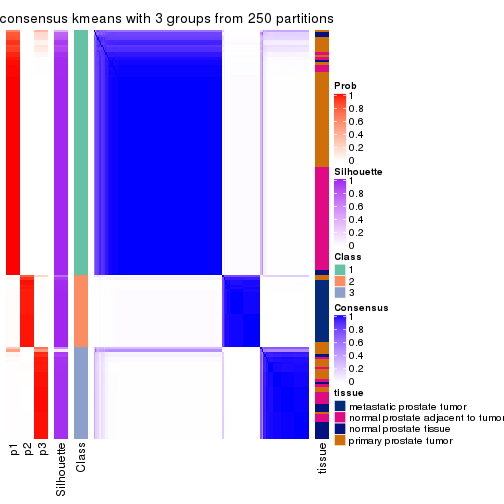 consensus kmeans with 3 groups from 250 partitions
Prob
1
0.8
0.6
0.4
0.2
0
Silhouette
1
0.8
0.6
0.4
0.2
0
Class
1
2
3
Consensus
1
0.8
0.6
0.4
0.2
0
tissue
metastatic prostate tumor
normal prostate adjacent to tumor
normal prostate tissue
primary prostate tumor
p1
p2
p3
Silhouette
Class
tissue